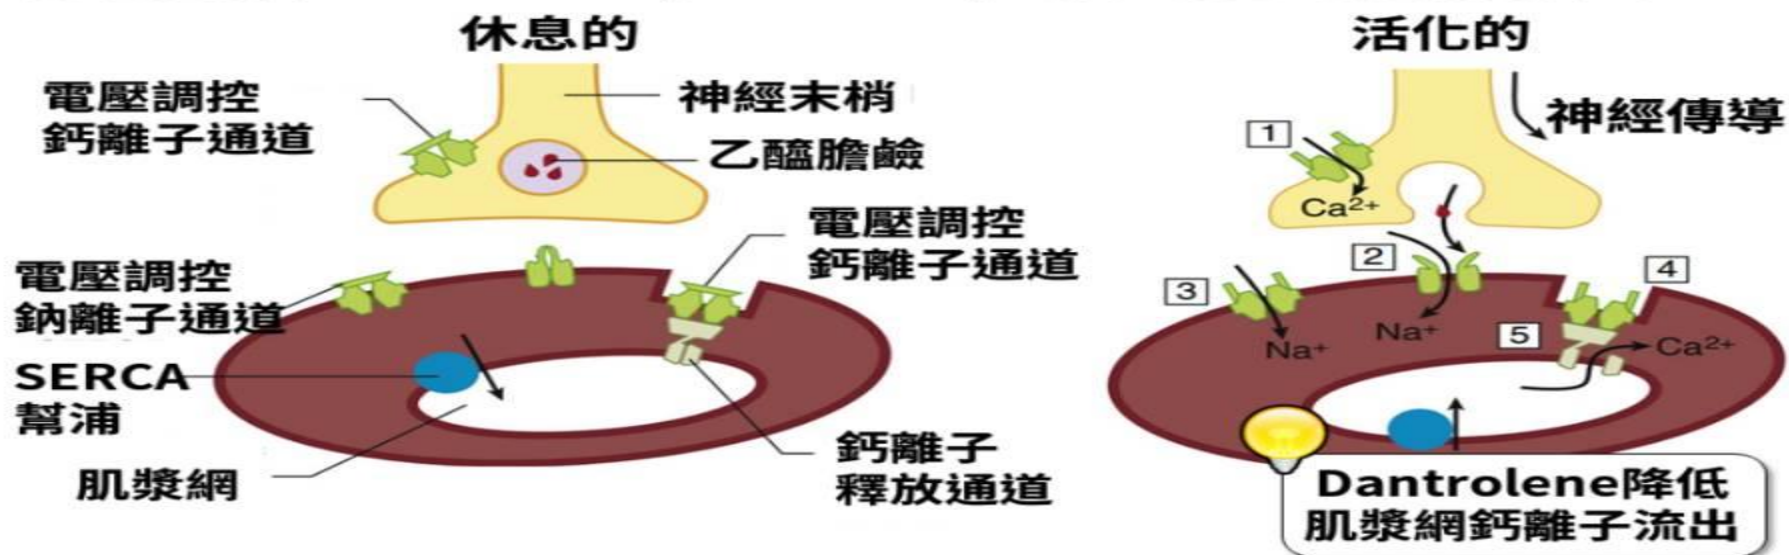 休息的
電壓調控
鈣離子通道
神經末梢
乙醯膽鹼
電壓調控
鈣離子通道
電壓調控
鈉離子通道
SERCA
幫浦
肌漿網
鈣離子
釋放通道
活化的
神經傳導
1
Ca²⁺
2
3
4
Na⁺
Na⁺
5
Ca²⁺
Dantrolene降低
肌漿網鈣離子流出